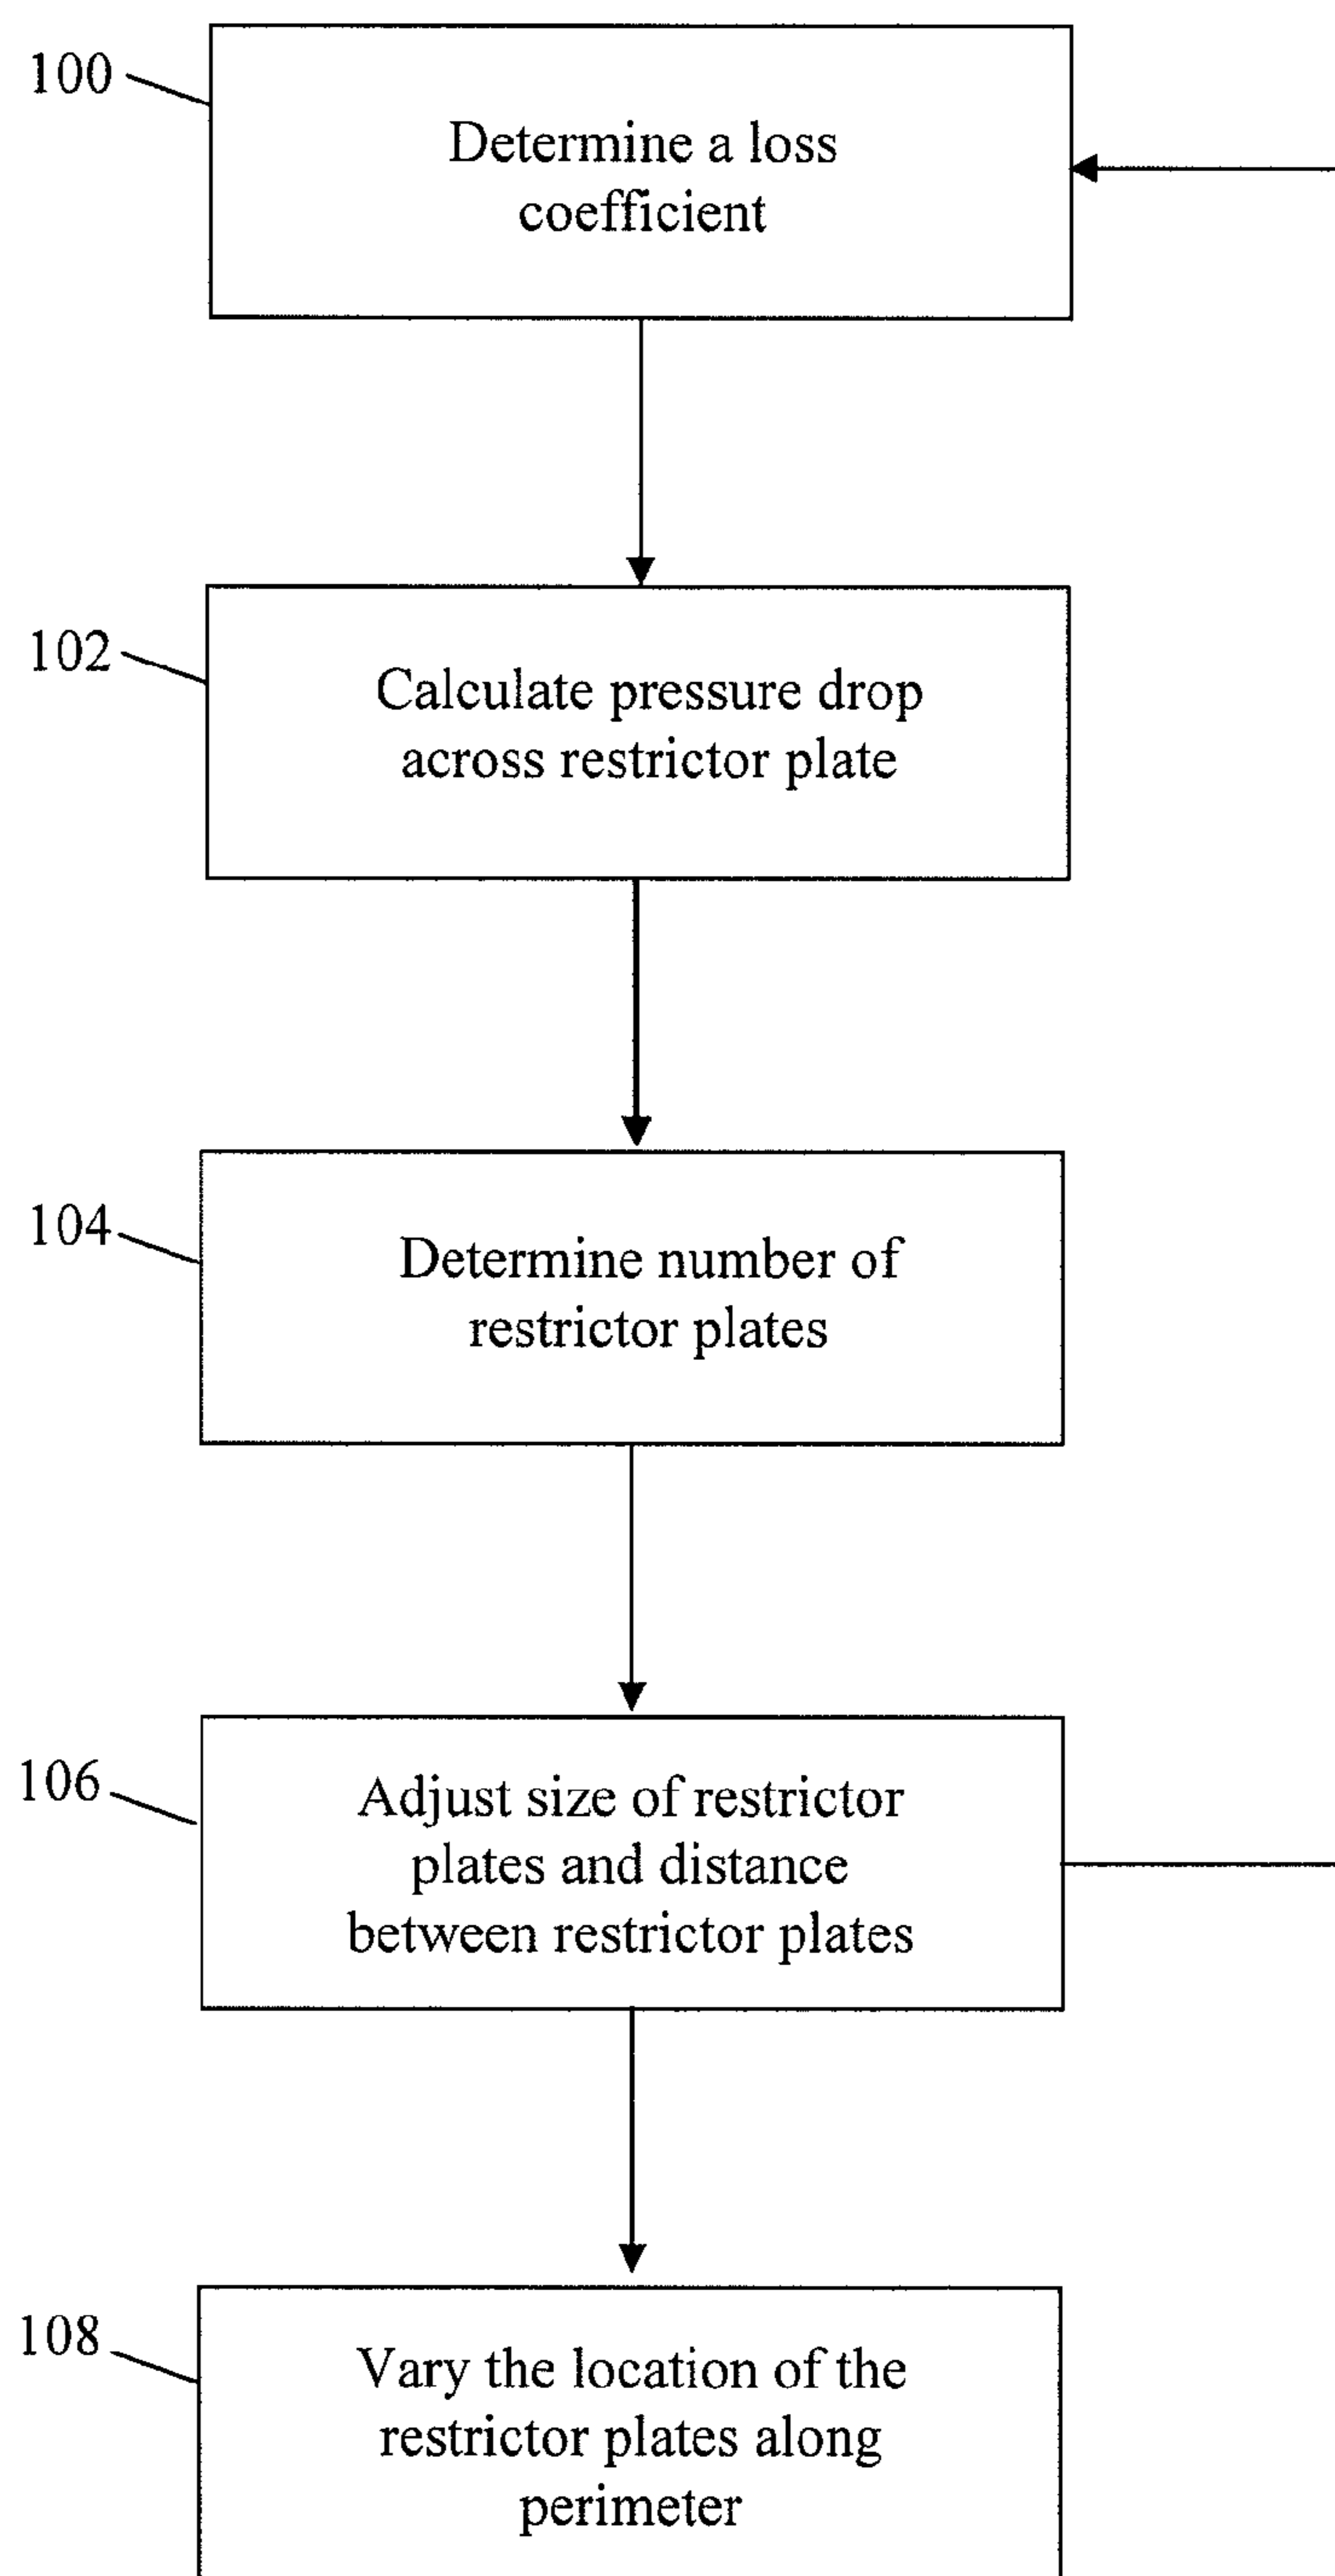 100
Determine a loss
coefficient
102
Calculate pressure drop
across restrictor plate
104
Determine number of
restrictor plates
106
Adjust size of restrictor
plates and distance
between restrictor plates
108
Vary the location of the
restrictor plates along
perimeter